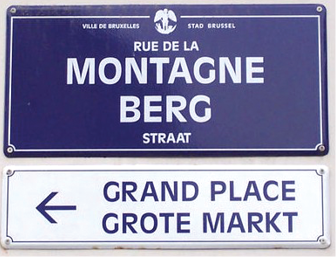 VILLE DE BRUXELLES STAD BRUSSEL
RUE DE LA
MONTAGNE
BERG
STRAAT
← GRAND PLACE
GROTE MARKT